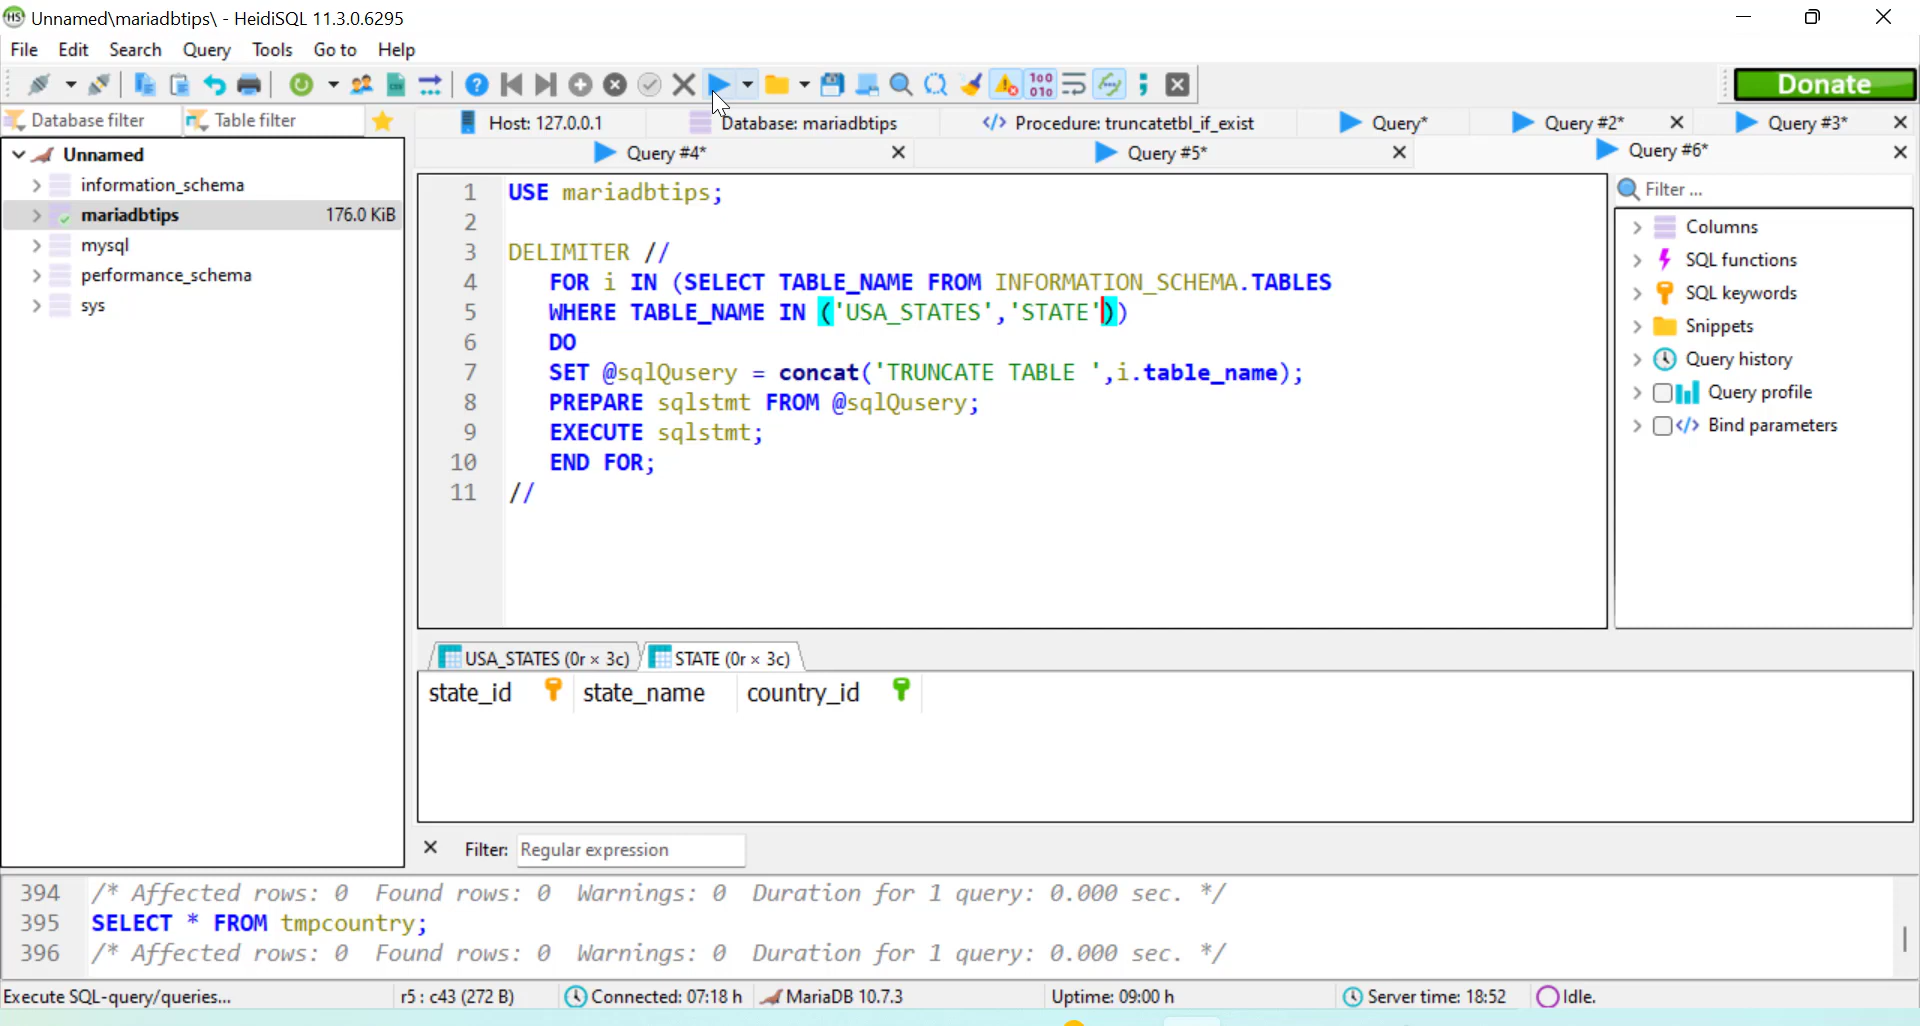 Unnamed\mariadbtips\ - HeidiSQL 11.3.0.6295
File Edit Search Query Tools Go to Help
Donate
Database filter Table filter Host: 127.0.0.1 Database: mariadbtips </> Procedure: truncatetbl_if_exist Query* Query #2* Query #3*
Query #4* Query #5* Query #6*
Unnamed
information_schema
mariadbtips 176.0 KiB
mysql
performance_schema
sys
1 USE mariadbtips;
2
3 DELIMITER //
4 FOR i IN (SELECT TABLE_NAME FROM INFORMATION_SCHEMA.TABLES
5 WHERE TABLE_NAME IN ('USA_STATES','STATE'))
6 DO
7 SET @sqlQusery = concat('TRUNCATE TABLE ',i.table_name);
8 PREPARE sqlstmt FROM @sqlQusery;
9 EXECUTE sqlstmt;
10 END FOR;
11 //
Filter ...
Columns
SQL functions
SQL keywords
Snippets
Query history
Query profile
</> Bind parameters
USA_STATES (0r × 3c) STATE (0r × 3c)
state_id state_name country_id
Filter: Regular expression
394 /* Affected rows: 0 Found rows: 0 Warnings: 0 Duration for 1 query: 0.000 sec. */
395 SELECT * FROM tmpcountry;
396 /* Affected rows: 0 Found rows: 0 Warnings: 0 Duration for 1 query: 0.000 sec. */
Execute SQL-query/queries... r5 : c43 (272 B) Connected: 07:18 h MariaDB 10.7.3 Uptime: 09:00 h Server time: 18:52 Idle.